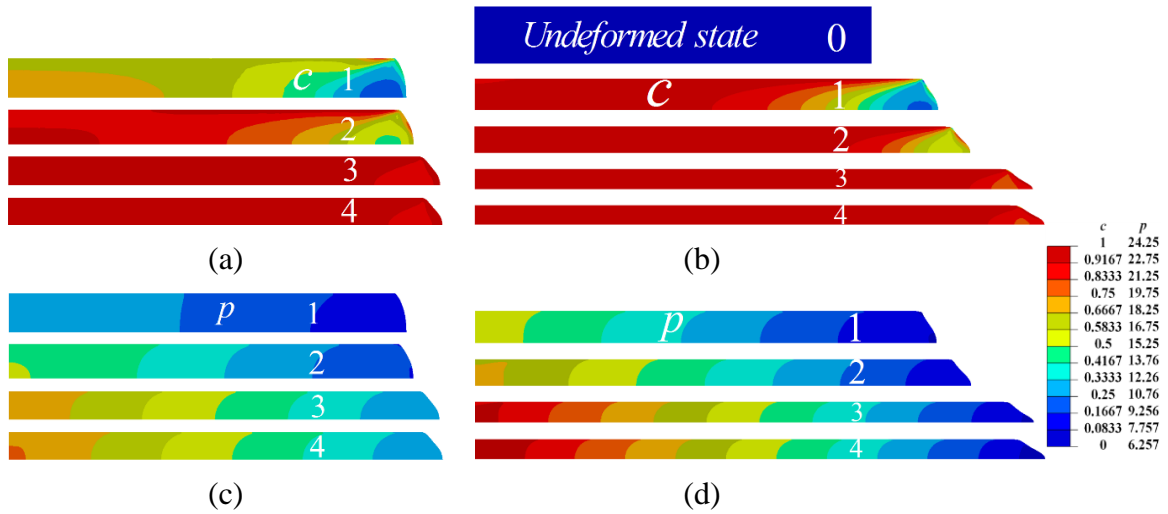 Undeformed state 0
c 1
2
3
4
(a)
c 1
2
3
4
(b)
p 1
2
3
4
(c)
p 1
2
3
4
(d)
c p
1 24.25
0.9167 22.75
0.8333 21.25
0.75 19.75
0.6667 18.25
0.5833 16.75
0.5 15.25
0.4167 13.76
0.3333 12.26
0.25 10.76
0.1667 9.256
0.0833 7.757
0 6.257